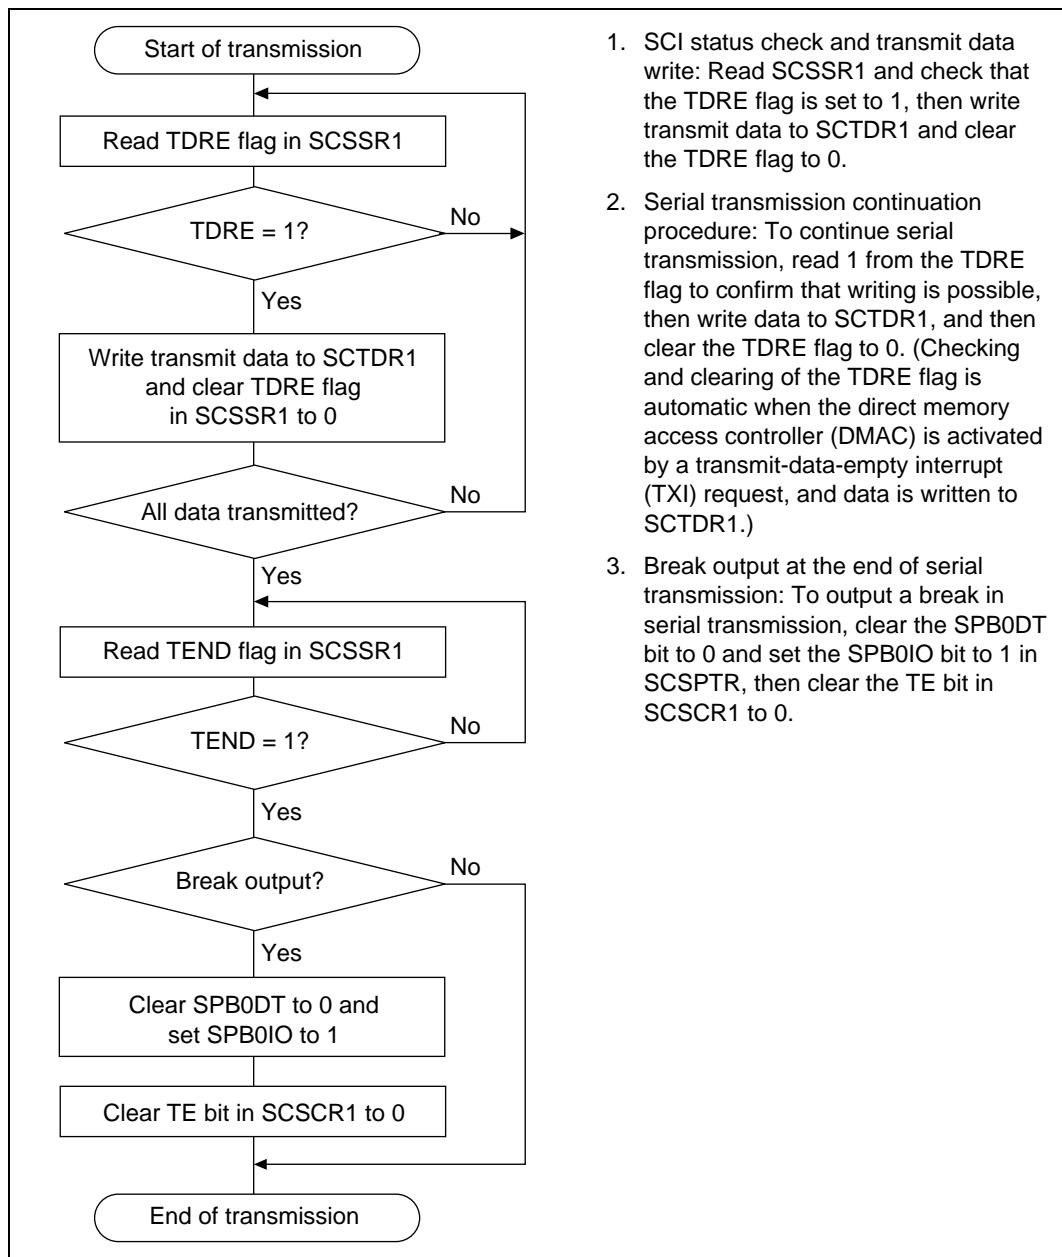 Start of transmission
Read TDRE flag in SCSSR1
TDRE = 1?
No
Yes
Write transmit data to SCTDR1
and clear TDRE flag
in SCSSR1 to 0
All data transmitted?
No
Yes
Read TEND flag in SCSSR1
TEND = 1?
No
Yes
Break output?
No
Yes
Clear SPB0DT to 0 and
set SPB0IO to 1
Clear TE bit in SCSCR1 to 0
End of transmission
1. SCI status check and transmit data
write: Read SCSSR1 and check that
the TDRE flag is set to 1, then write
transmit data to SCTDR1 and clear
the TDRE flag to 0.
2. Serial transmission continuation
procedure: To continue serial
transmission, read 1 from the TDRE
flag to confirm that writing is possible,
then write data to SCTDR1, and then
clear the TDRE flag to 0. (Checking
and clearing of the TDRE flag is
automatic when the direct memory
access controller (DMAC) is activated
by a transmit-data-empty interrupt
(TXI) request, and data is written to
SCTDR1.)
3. Break output at the end of serial
transmission: To output a break in
serial transmission, clear the SPB0DT
bit to 0 and set the SPB0IO bit to 1 in
SCSPTR, then clear the TE bit in
SCSCR1 to 0.